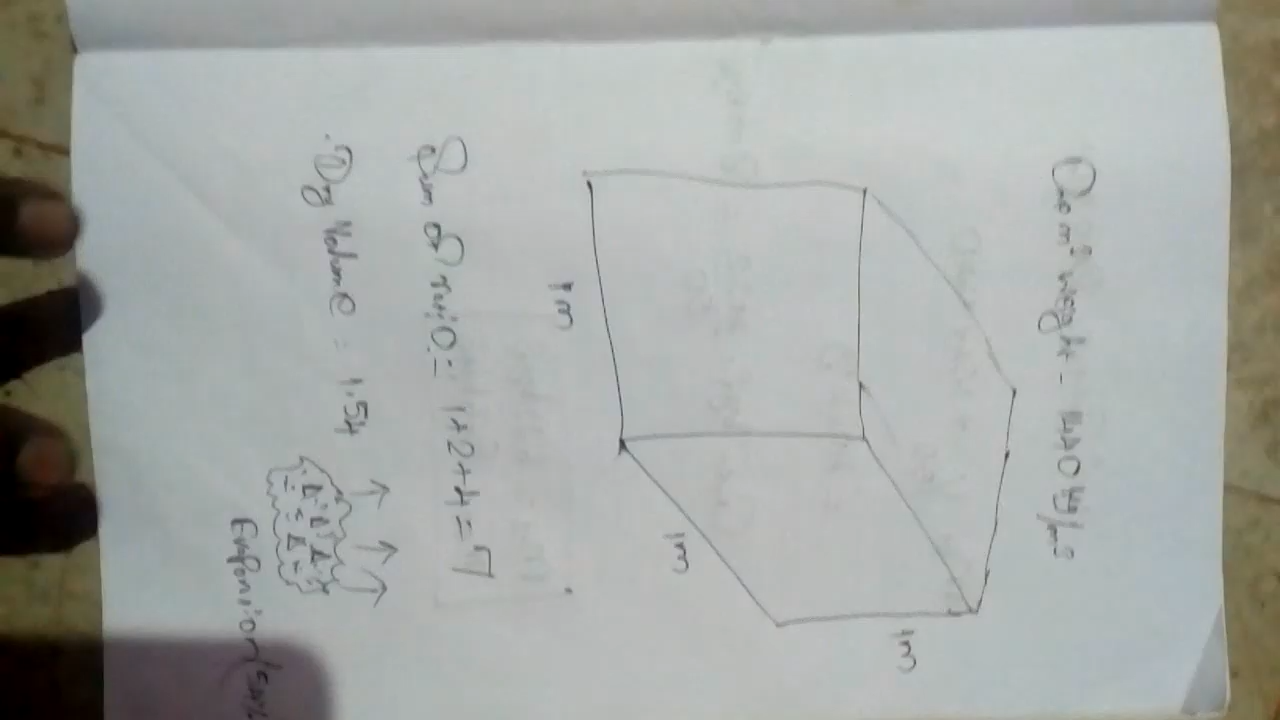 One m³ weight - 1440 kg/m³
1m
1m
1m
Sum of ratio = 1+2+4=7
Dry Volume = 1.54